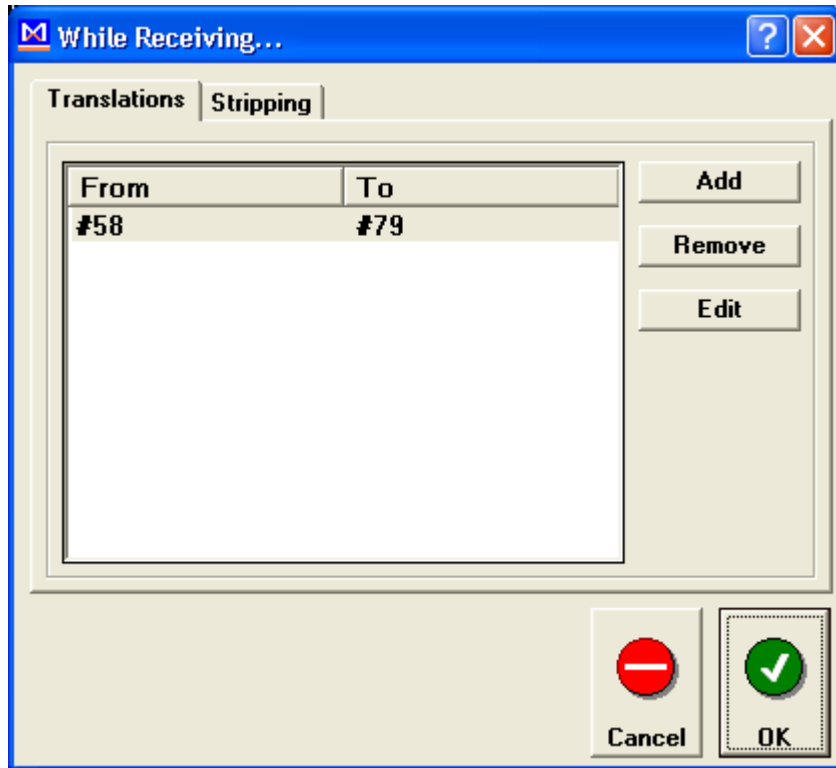 While Receiving...
Translations Stripping
From To
#58 #79
Add
Remove
Edit
Cancel OK